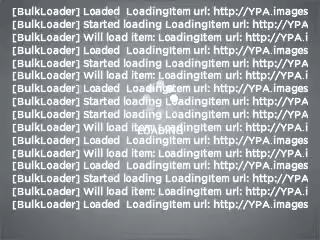 [BulkLoader] Loaded LoadingItem url: http://YPA.images
[BulkLoader] Started loading LoadingItem url: http://YPA
[BulkLoader] Will load item: LoadingItem url: http://YPA.i
[BulkLoader] Loaded LoadingItem url: http://YPA.images
[BulkLoader] Started loading LoadingItem url: http://YPA
[BulkLoader] Will load item: LoadingItem url: http://YPA.i
[BulkLoader] Loaded LoadingItem url: http://YPA.images
[BulkLoader] Started loading LoadingItem url: http://YPA
[BulkLoader] Started loading LoadingItem url: http://YPA
[BulkLoader] Will load item: LoadingItem url: http://YPA.i
LOADING
[BulkLoader] Loaded LoadingItem url: http://YPA.images
[BulkLoader] Will load item: LoadingItem url: http://YPA.i
[BulkLoader] Loaded LoadingItem url: http://YPA.images
[BulkLoader] Started loading LoadingItem url: http://YPA
[BulkLoader] Will load item: LoadingItem url: http://YPA.i
[BulkLoader] Loaded LoadingItem url: http://YPA.images